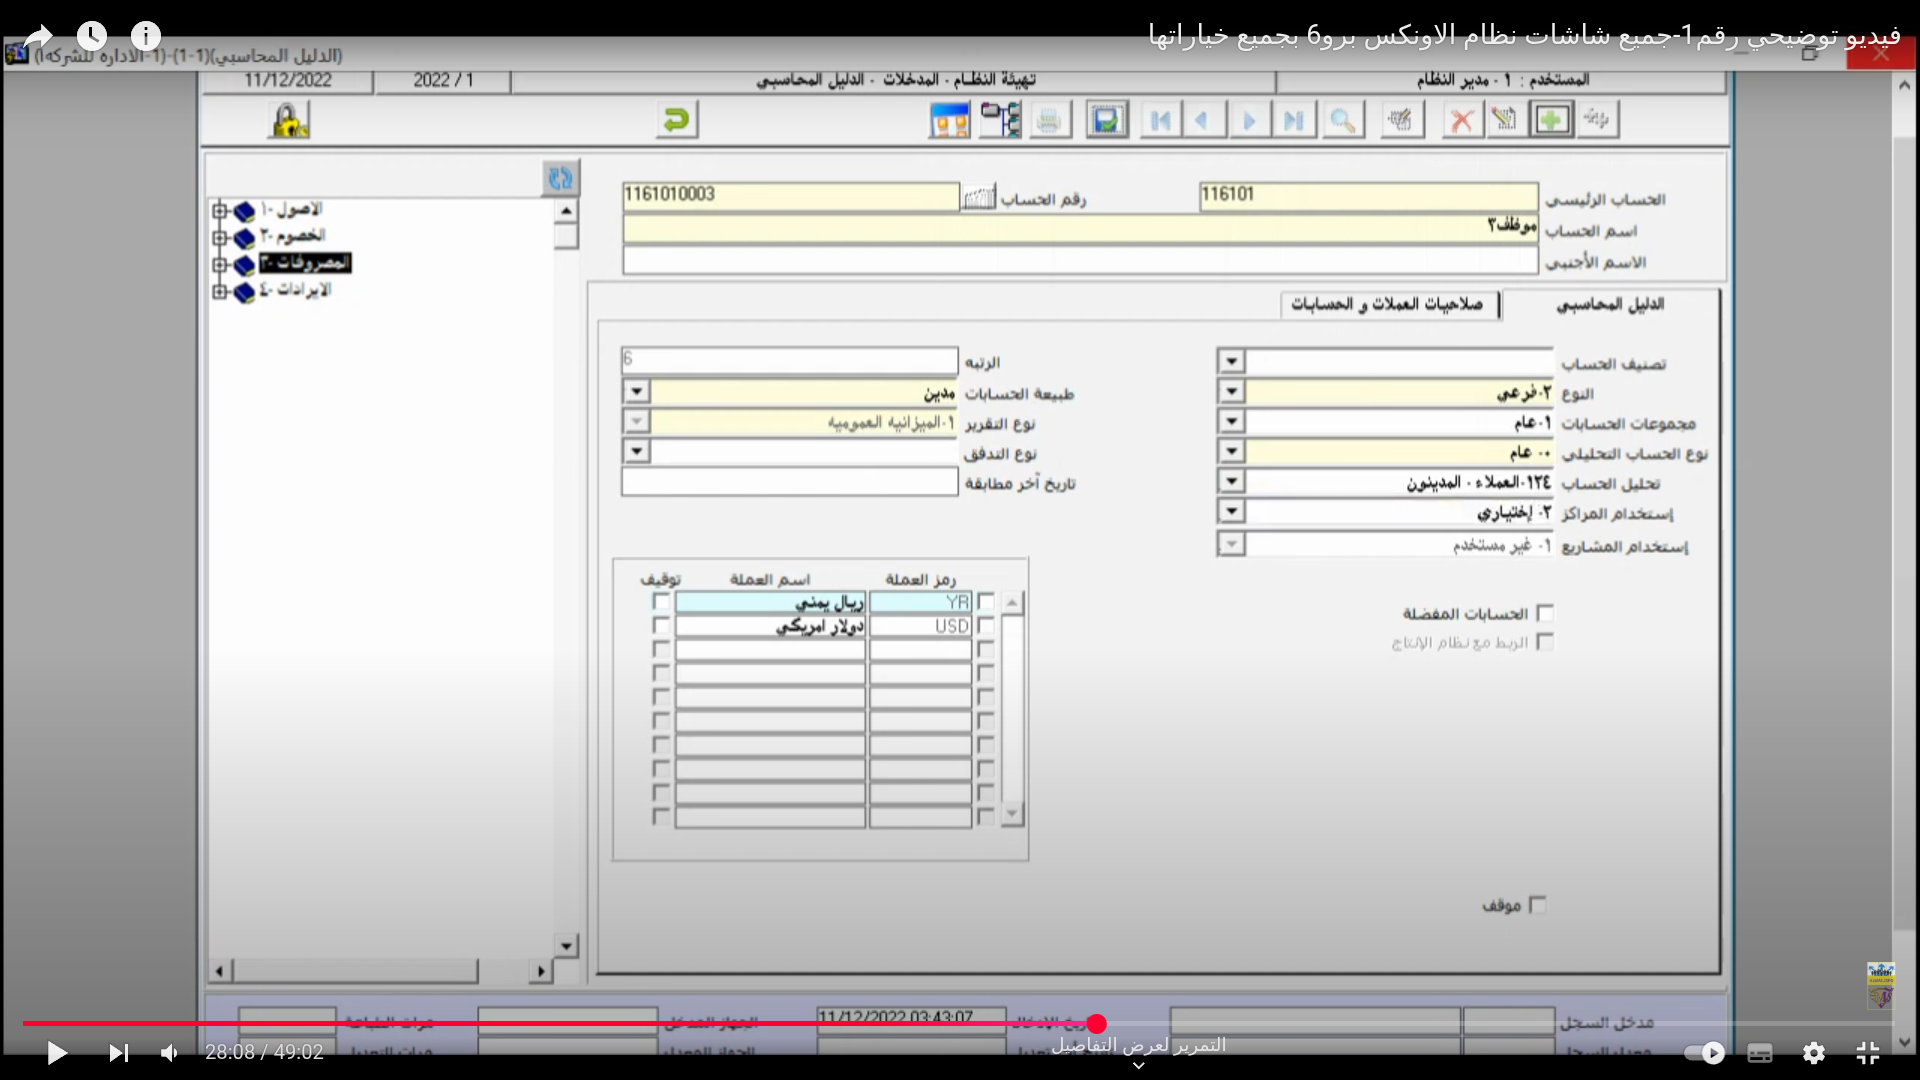 فيديو توضيحي رقم1-جميع شاشات نظام الاونكس برو6 بجميع خياراتها
(الدليل المحاسبي)(1-1)-(1-الادارة للشركة)
المستخدم : ١ - مدير النظام
تهيئة النظـام - المدخلات - الدليل المحاسبي
2022 / 1
11/12/2022
الحساب الرئيسي 116101
رقم الحساب 1161010003
اسم الحساب موظف٣
الاسم الأجنبي
١- الاصول
٢- الخصوم
٣- المصروفات
٤- الايرادات
الدليل المحاسبي
صلاحيات العملات و الحسابات
تصنيف الحساب
الرتبه 6
النوع ٢-فرعي
طبيعة الحسابات مدين
مجموعات الحسابات ١-عام
نوع التقرير ١-الميزانيه العموميه
نوع الحساب التحليلي ٠- عام
نوع التدفق
تحليل الحساب ١٢٤-العملاء - المدينون
تاريخ آخر مطابقة
إستخدام المراكز ٢- إختياري
إستخدام المشاريع ١- غير مستخدم
رمز العملة اسم العملة توقيف
YR ريال يمني
USD دولار امريكي
الحسابات المفضلة
الربط مع نظام الإنتاج
موقف
مدخل السجل
11/12/2022 03:43:07
28:08 / 49:02
التمرير لعرض التفاصيل